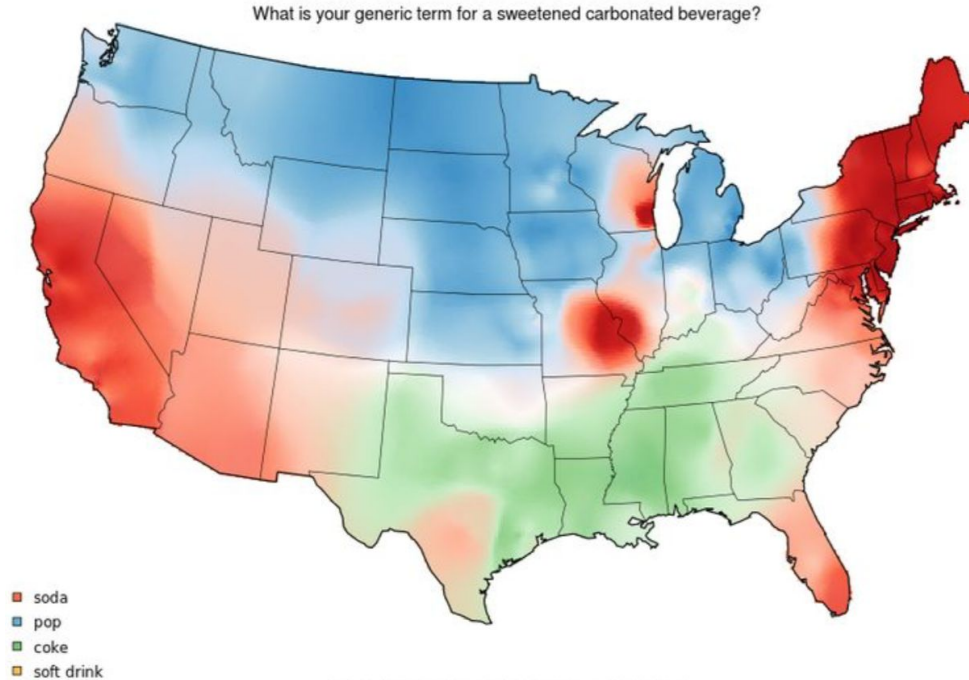 What is your generic term for a sweetened carbonated beverage?
soda
pop
coke
soft drink